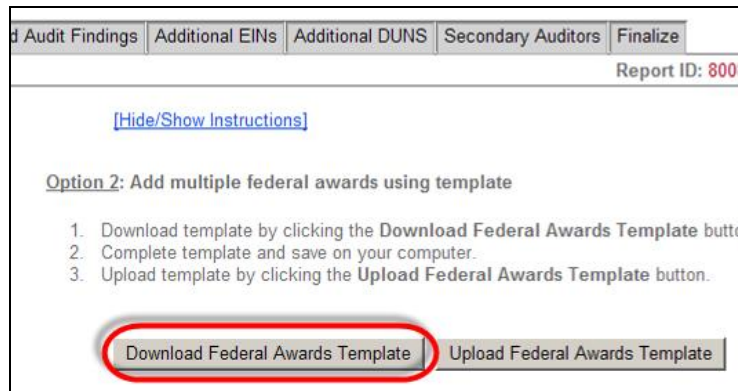 d Audit Findings Additional EINs Additional DUNS Secondary Auditors Finalize
Report ID: 800
[Hide/Show Instructions]
Option 2: Add multiple federal awards using template
1. Download template by clicking the Download Federal Awards Template butto
2. Complete template and save on your computer.
3. Upload template by clicking the Upload Federal Awards Template button.
Download Federal Awards Template Upload Federal Awards Template